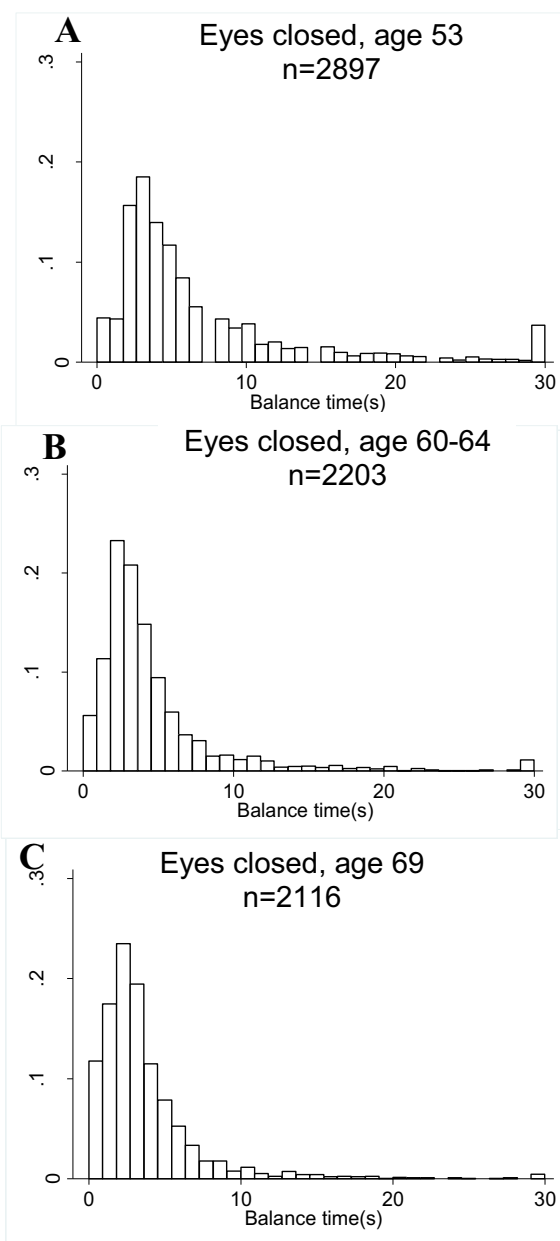 A
Eyes closed, age 53
n=2897
.3
.2
.1
0
0 10 20 30
Balance time(s)
B
Eyes closed, age 60-64
n=2203
.3
.2
.1
0
0 10 20 30
Balance time(s)
C
Eyes closed, age 69
n=2116
.3
.2
.1
0
0 10 20 30
Balance time(s)